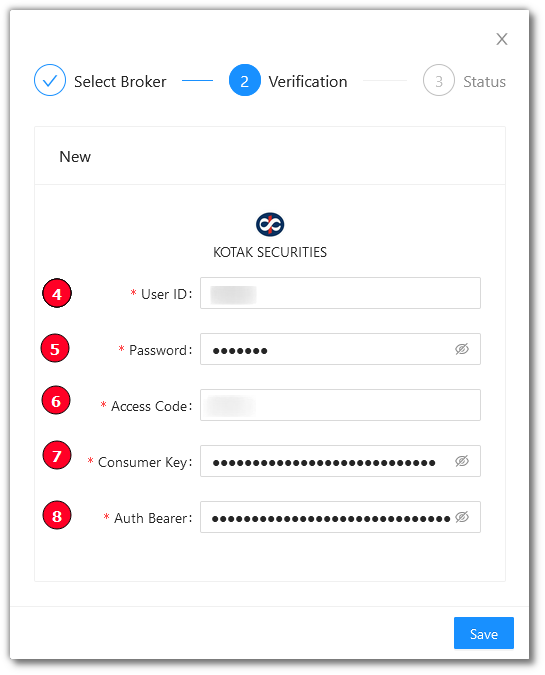 Select Broker
2 Verification
3 Status
New
KOTAK SECURITIES
4 * User ID:
5 * Password: •••••••
6 * Access Code:
7 * Consumer Key: ••••••••••••••••••••••••••••
8 * Auth Bearer: ••••••••••••••••••••••••••••••
Save